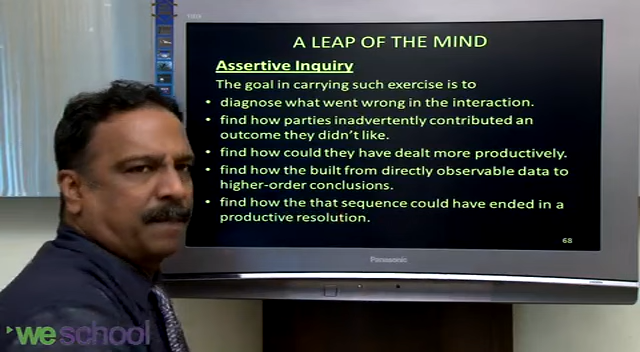 A LEAP OF THE MIND
Assertive Inquiry
The goal in carrying such exercise is to
• diagnose what went wrong in the interaction.
• find how parties inadvertently contributed an
outcome they didn't like.
• find how could they have dealt more productively.
• find how the built from directly observable data to
higher-order conclusions.
• find how the that sequence could have ended in a
productive resolution.
68
Panasonic
we school